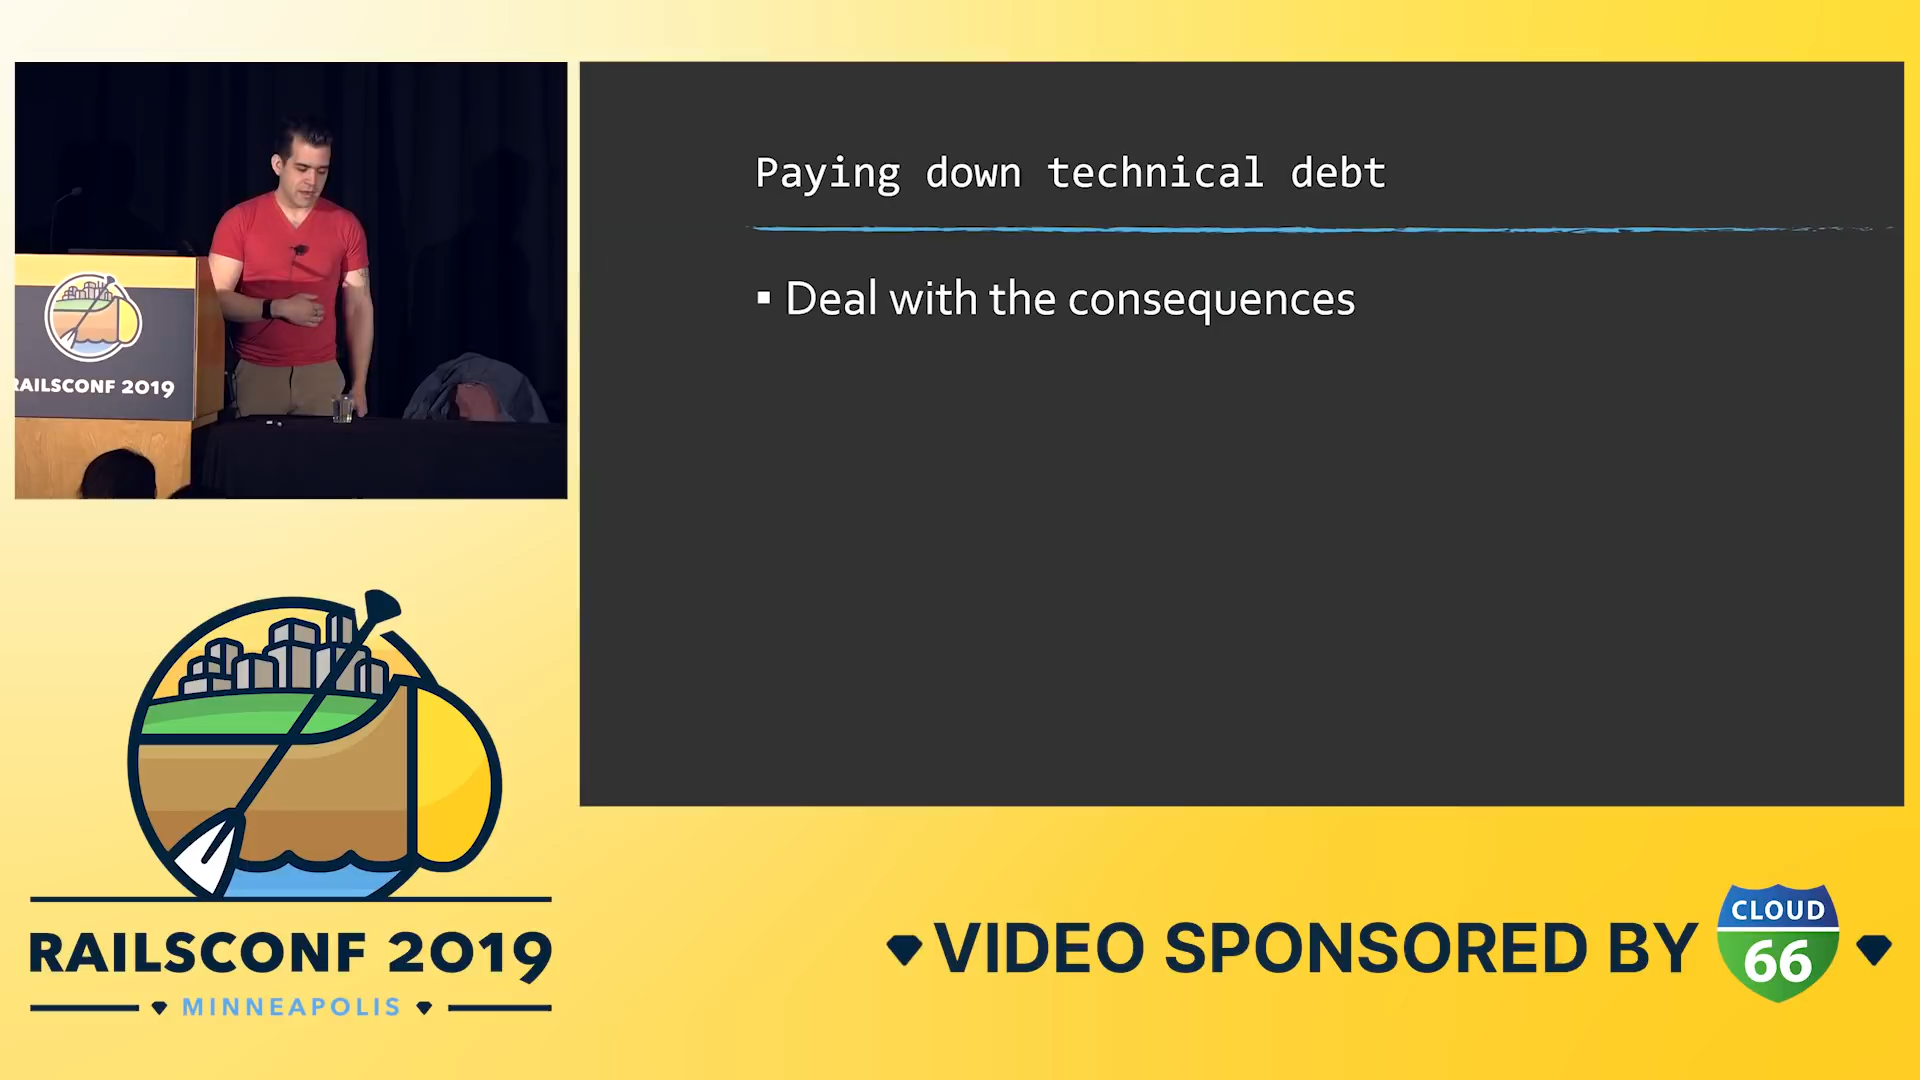 Paying down technical debt
▪ Deal with the consequences
RAILSCONF 2019
RAILSCONF 2019
MINNEAPOLIS
VIDEO SPONSORED BY
CLOUD
66